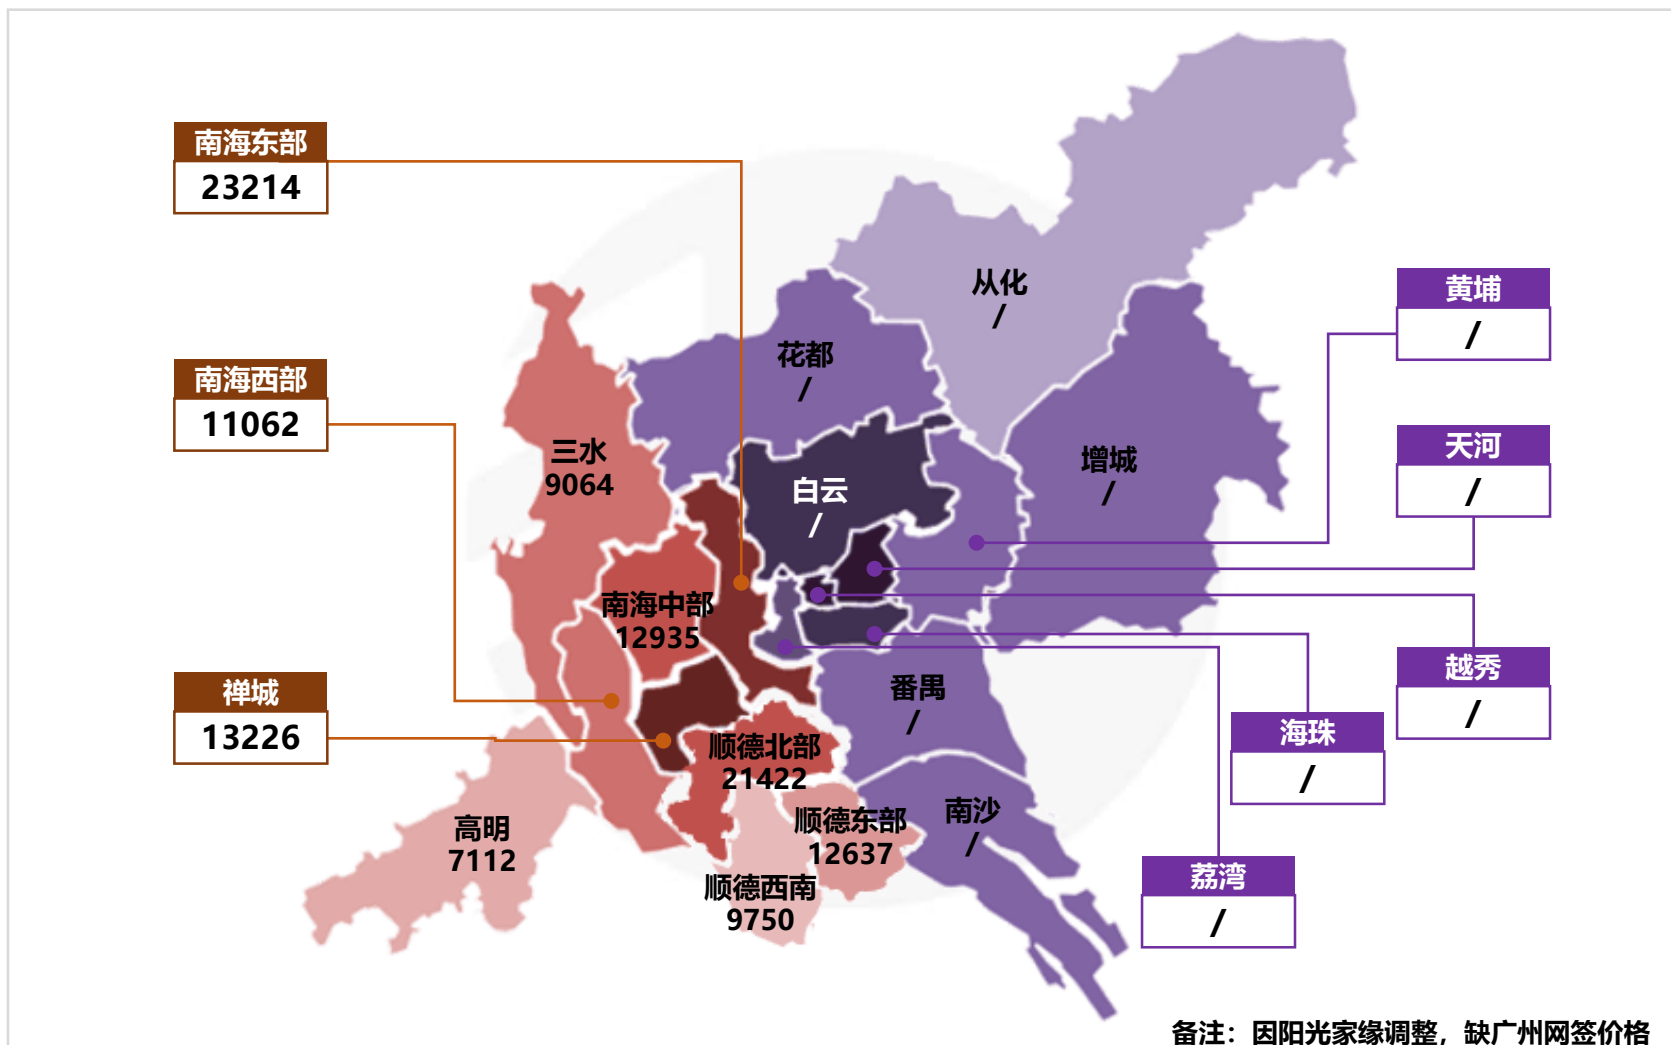 南海东部
23214
南海西部
11062
禅城
13226
三水
9064
南海中部
12935
高明
7112
顺德北部
21422
顺德东部
12637
顺德西南
9750
从化
/
花都
/
白云
/
增城
/
番禺
/
南沙
/
黄埔
/
天河
/
越秀
/
海珠
/
荔湾
/
备注：因阳光家缘调整，缺广州网签价格